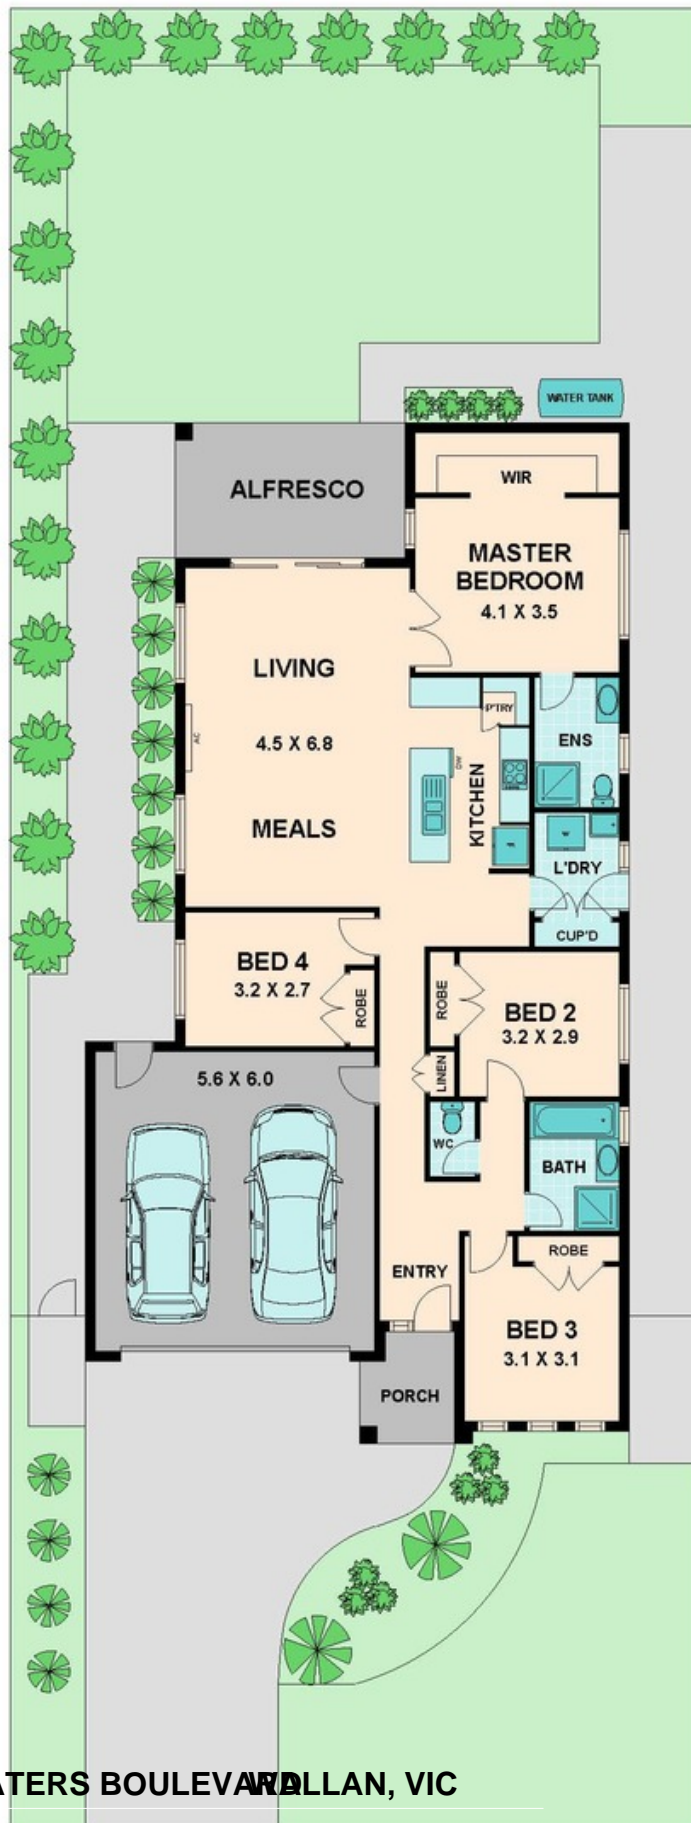 WATER TANK
WIR
ALFRESCO
MASTER
BEDROOM
4.1 X 3.5
LIVING
P'TRY
4.5 X 6.8
AC
ENS
DW
KITCHEN
MEALS
L'DRY
CUP'D
BED 4
3.2 X 2.7
ROBE
ROBE
BED 2
3.2 X 2.9
LINEN
5.6 X 6.0
WC
BATH
ENTRY
ROBE
BED 3
3.1 X 3.1
PORCH
ATERS BOULEVARD
WALLAN, VIC